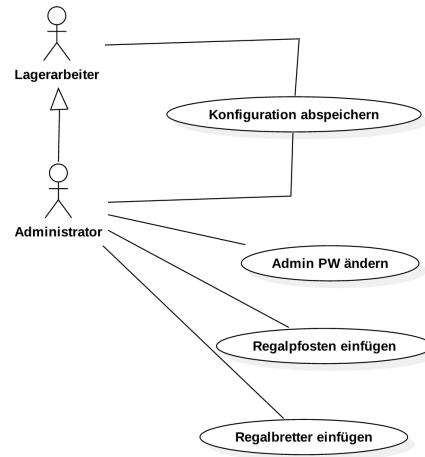 Lagerarbeiter
Konfiguration abspeichern
Administrator
Admin PW ändern
Regalpfosten einfügen
Regalbretter einfügen